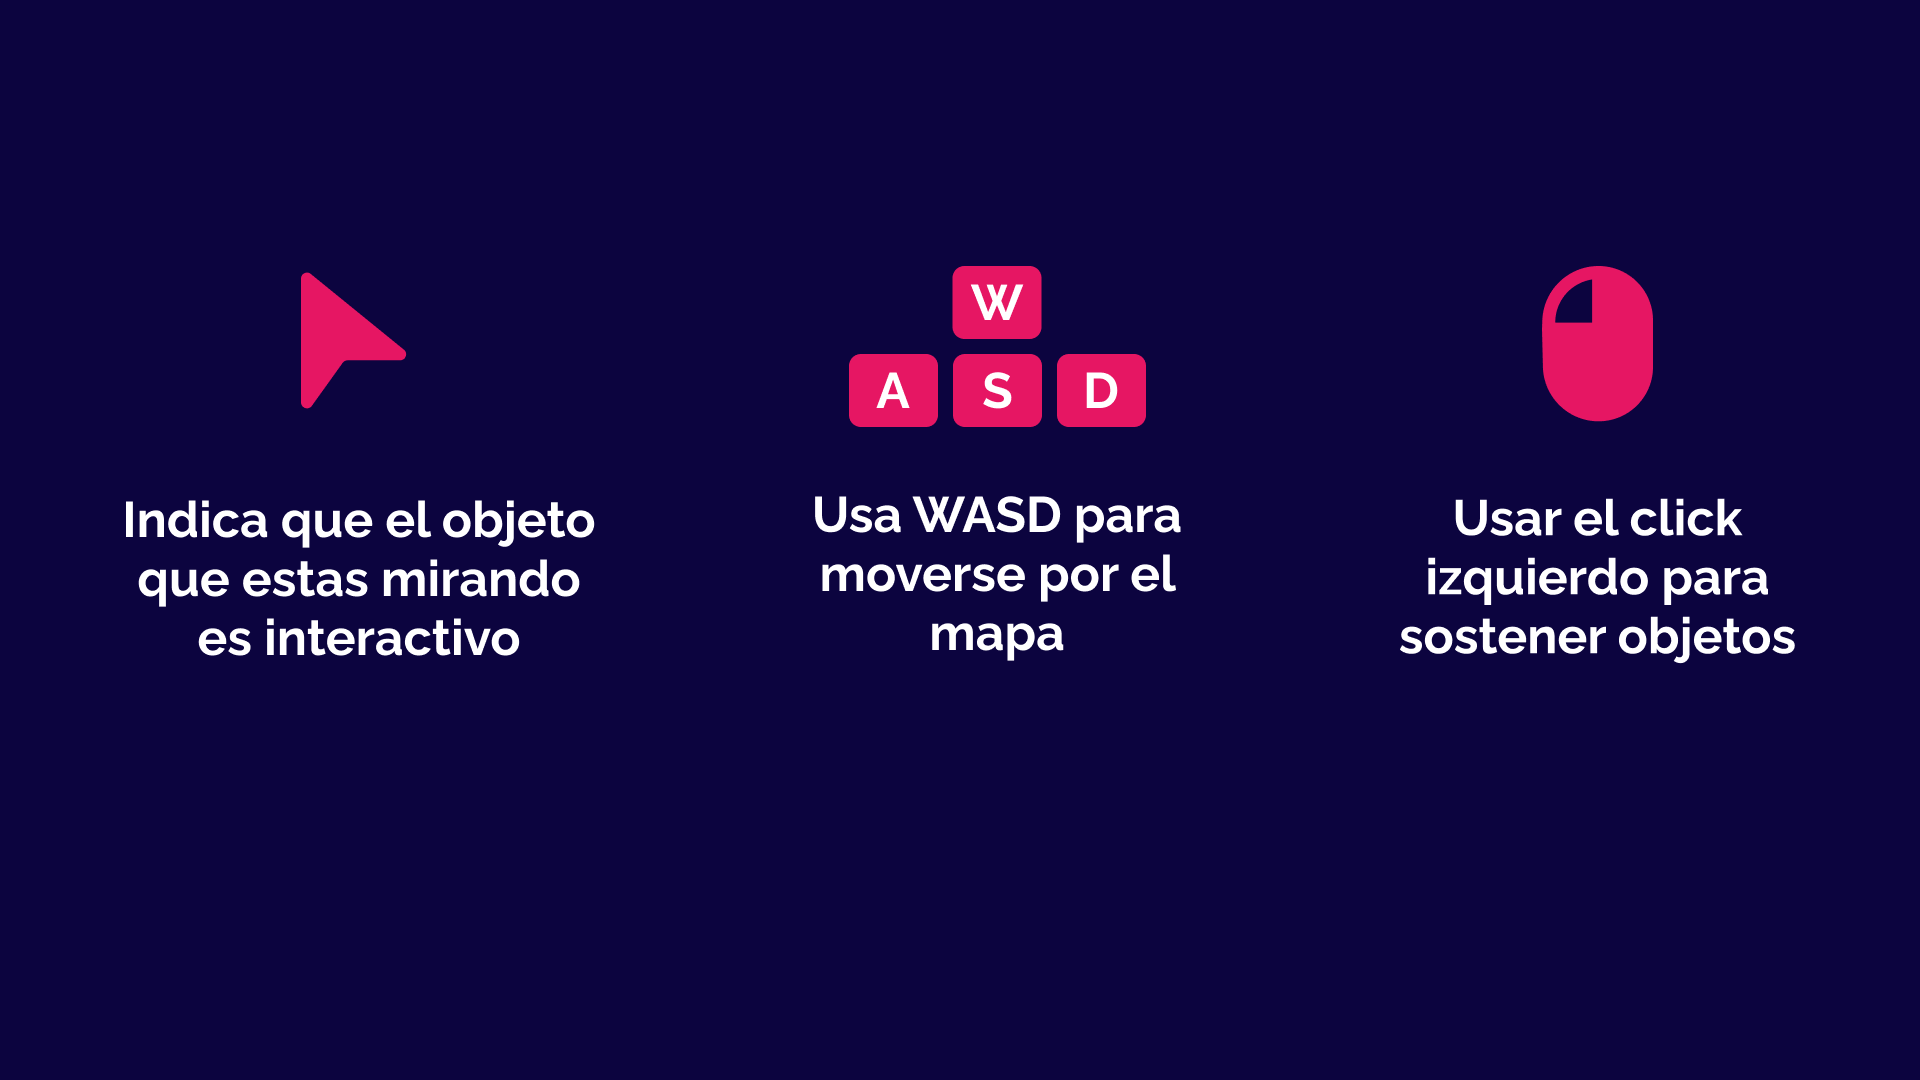 W
A S D
Indica que el objeto
que estas mirando
es interactivo
Usa WASD para
moverse por el
mapa
Usar el click
izquierdo para
sostener objetos